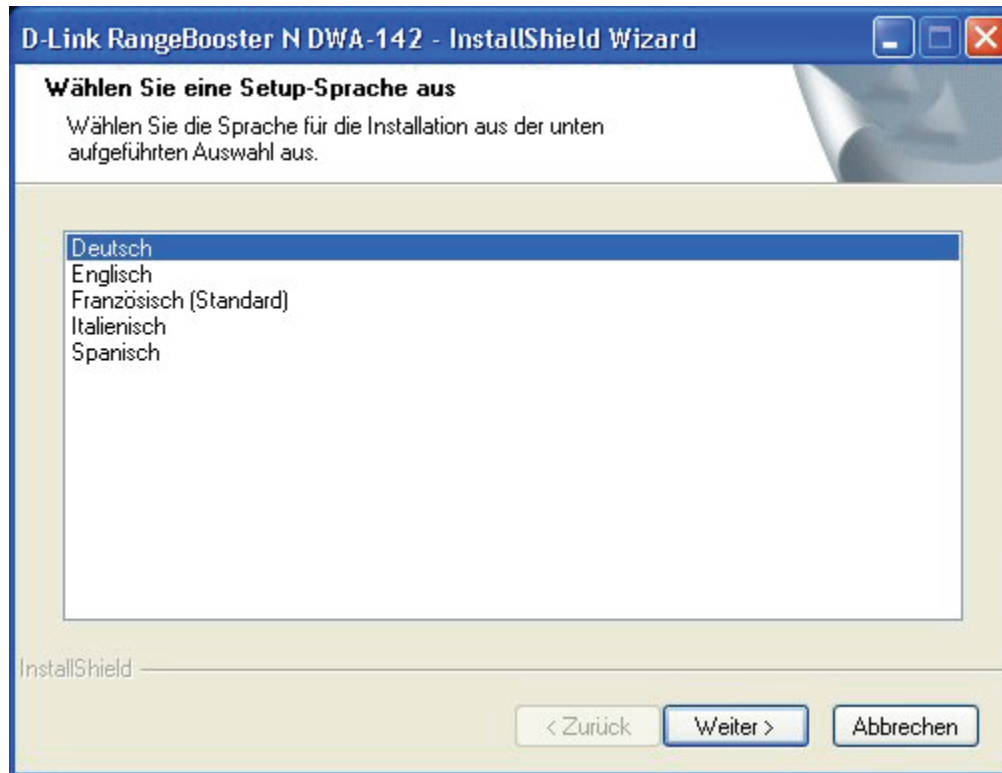 D-Link RangeBooster N DWA-142 - InstallShield Wizard
Wählen Sie eine Setup-Sprache aus
Wählen Sie die Sprache für die Installation aus der unten
aufgeführten Auswahl aus.
Deutsch
Englisch
Französisch (Standard)
Italienisch
Spanisch
InstallShield
< Zurück
Weiter >
Abbrechen